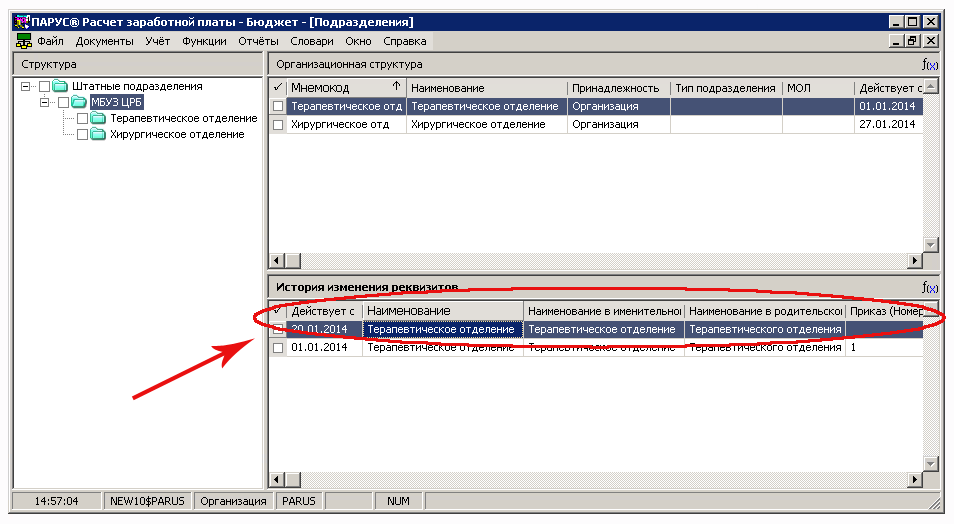 ПАРУС® Расчет заработной платы - Бюджет - [Подразделения]
Файл Документы Учёт Функции Отчёты Словари Окно Справка
Структура
Штатные подразделения
МБУЗ ЦРБ
Терапевтическое отделение
Хирургическое отделение
Организационная структура f(x)
Мнемокод Наименование Принадлежность Тип подразделения МОЛ Действует с
Терапевтическое отд Терапевтическое отделение Организация 01.01.2014
Хирургическое отд Хирургическое отделение Организация 27.01.2014
История изменения реквизитов f(x)
Действует с Наименование Наименование в именительном Наименование в родительском Приказ (Номер
20.01.2014 Терапевтическое отделение Терапевтическое отделение Терапевтического отделения
01.01.2014 Терапевтическое отделение Терапевтическое отделение Терапевтического отделения 1
14:57:04 NEW10$PARUS Организация PARUS NUM